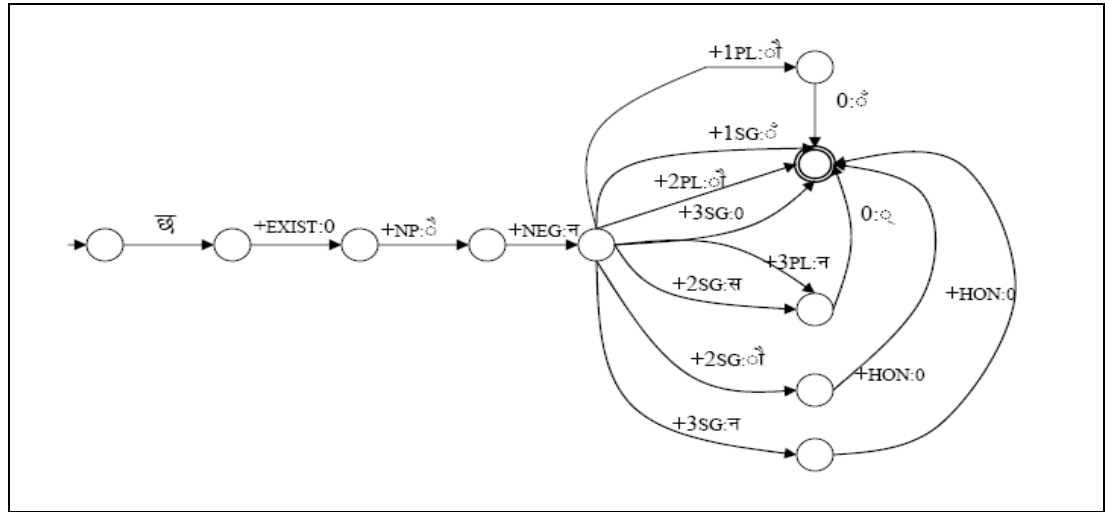 +1PL:ौ
0:ँ
+1SG:ँ
+2PL:ौ
+3SG:0
0:्
छ
+EXIST:0
+NP:ै
+NEG:न
+3PL:न
+2SG:स
+HON:0
+2SG:ौ
+HON:0
+3SG:न